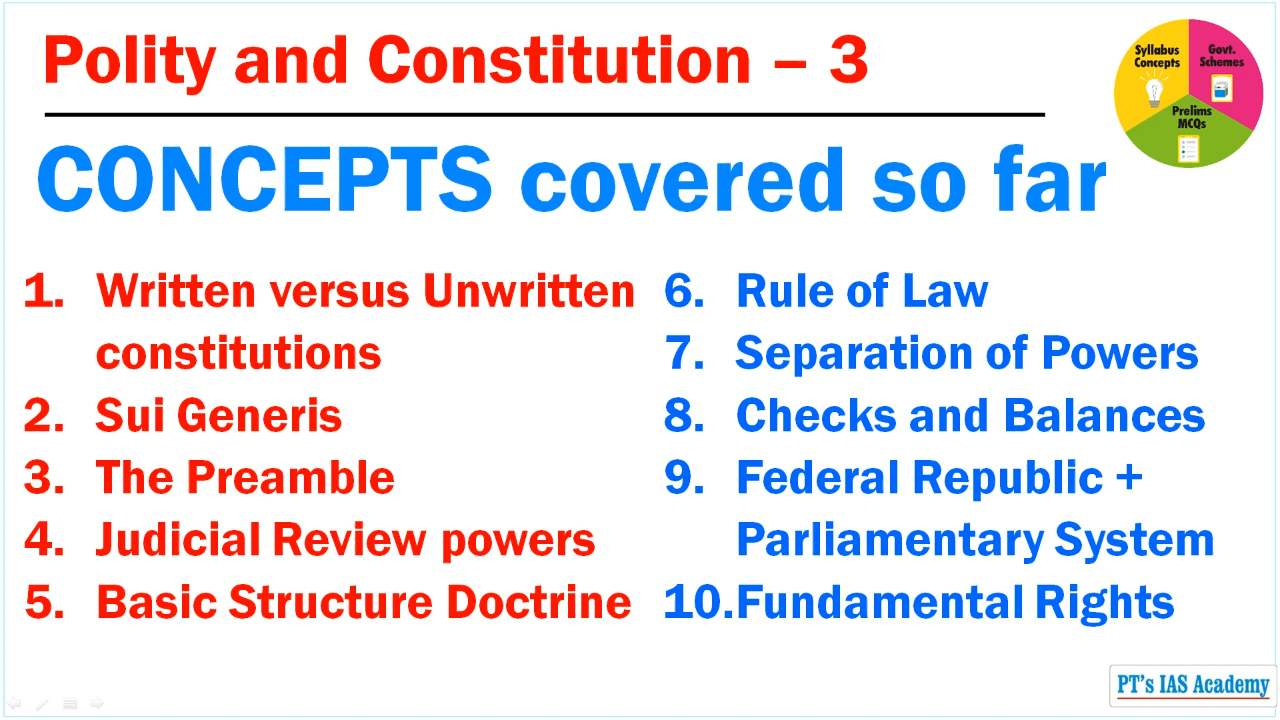 Polity and Constitution – 3
Syllabus
Concepts
Govt.
Schemes
Prelims
MCQs
CONCEPTS covered so far
1. Written versus Unwritten
constitutions
2. Sui Generis
3. The Preamble
4. Judicial Review powers
5. Basic Structure Doctrine
6. Rule of Law
7. Separation of Powers
8. Checks and Balances
9. Federal Republic +
Parliamentary System
10.Fundamental Rights
PT's IAS Academy